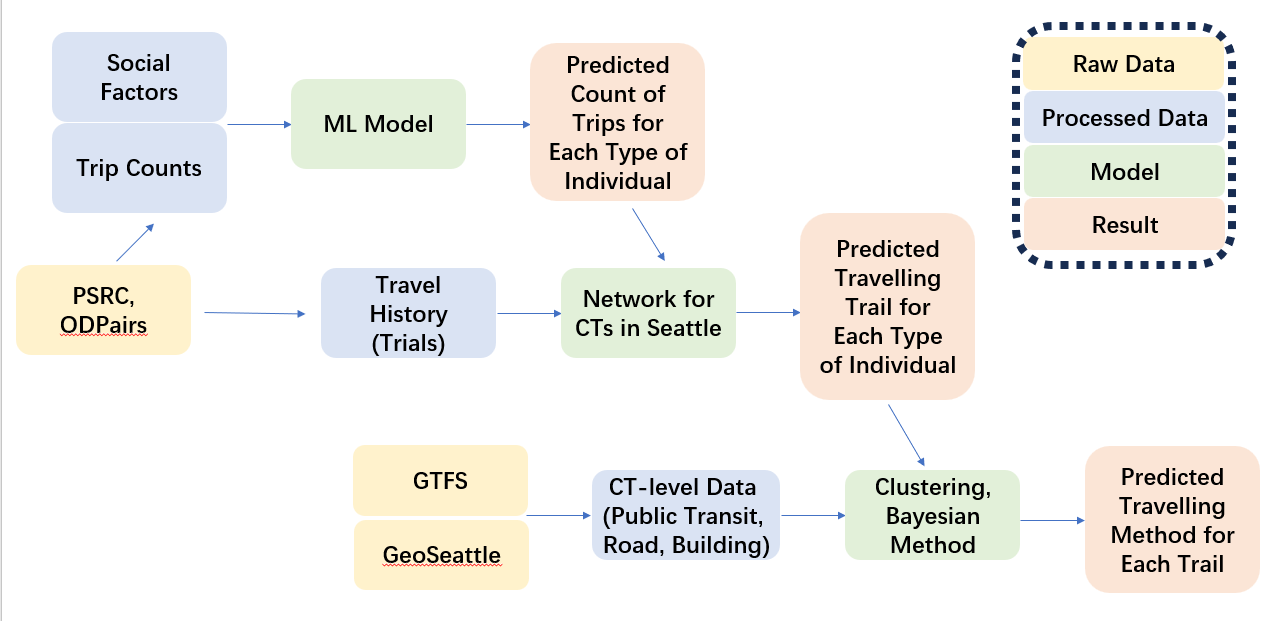 Social
Factors
Trip Counts
ML Model
Predicted
Count of
Trips for
Each Type of
Individual
Raw Data
Processed Data
Model
Result
PSRC,
ODPairs
Travel
History
(Trials)
Network for
CTs in Seattle
Predicted
Travelling
Trail for
Each Type
of Individual
GTFS
GeoSeattle
CT-level Data
(Public Transit,
Road, Building)
Clustering,
Bayesian
Method
Predicted
Travelling
Method for
Each Trail